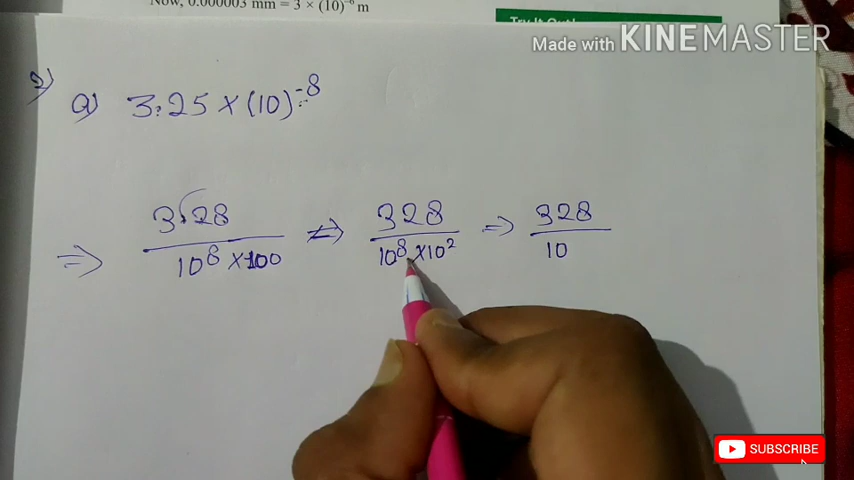 Now, 0.000003 mm = 3 × (10)⁻⁶ m
Made with KINEMASTER
2)
a) 3.25 × (10)⁻⁸
⇒ 3.28 / 10⁸ × 100 ⇒ 328 / 10⁸ × 10² ⇒ 328 / 10
SUBSCRIBE